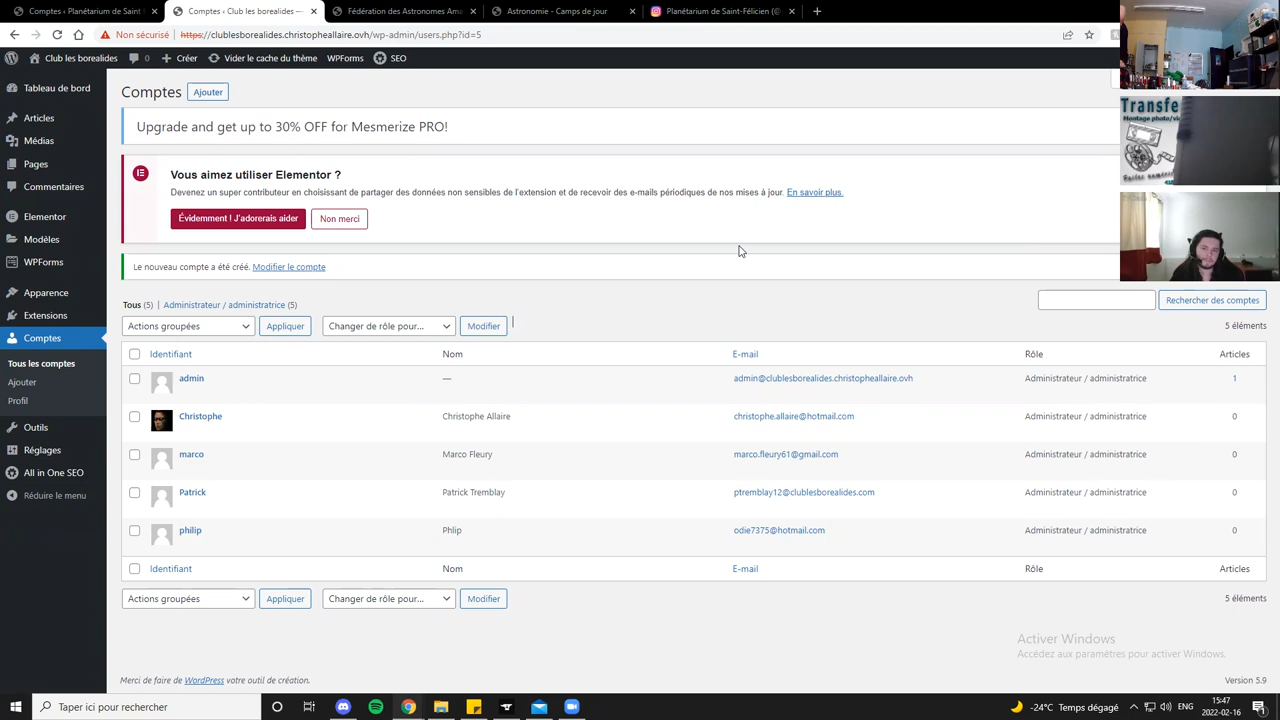 Comptes ‹ Planétarium de Saint
Comptes ‹ Club les borealides —
Fédération des Astronomes Ama
Astronomie - Camps de jour
Planétarium de Saint-Félicien (@
Non sécurisé
https://clublesborealides.christopheallaire.ovh/wp-admin/users.php?id=5
Club les borealides
0
Créer
Vider le cache du thème
WPForms
SEO
Tableau de bord
Articles
Médias
Pages
Commentaires
Elementor
Modèles
WPForms
Apparence
Extensions
Comptes
Tous les comptes
Ajouter
Profil
Outils
Réglages
All in One SEO
Réduire le menu
Comptes
Ajouter
Upgrade and get up to 30% OFF for Mesmerize PRO!
Vous aimez utiliser Elementor ?
Devenez un super contributeur en choisissant de partager des données non sensibles de l'extension et de recevoir des e-mails périodiques de nos mises à jour. En savoir plus.
Évidemment ! J'adorerais aider
Non merci
Le nouveau compte a été créé. Modifier le compte
Tous (5) | Administrateur / administratrice (5)
Rechercher des comptes
Actions groupées
Appliquer
Changer de rôle pour...
Modifier
5 éléments
Identifiant Nom E-mail Rôle Articles
admin — admin@clublesborealides.christopheallaire.ovh Administrateur / administratrice 1
Christophe Christophe Allaire christophe.allaire@hotmail.com Administrateur / administratrice 0
marco Marco Fleury marco.fleury61@gmail.com Administrateur / administratrice 0
Patrick Patrick Tremblay ptremblay12@clublesborealides.com Administrateur / administratrice 0
philip Phlip odie7375@hotmail.com Administrateur / administratrice 0
Identifiant Nom E-mail Rôle Articles
Actions groupées
Appliquer
Changer de rôle pour...
Modifier
5 éléments
Activer Windows
Accédez aux paramètres pour activer Windows.
Merci de faire de WordPress votre outil de création.
Version 5.9
Transfe
Montage photo/vi
Taper ici pour rechercher
-24°C Temps dégagé
ENG
15:47
2022-02-16